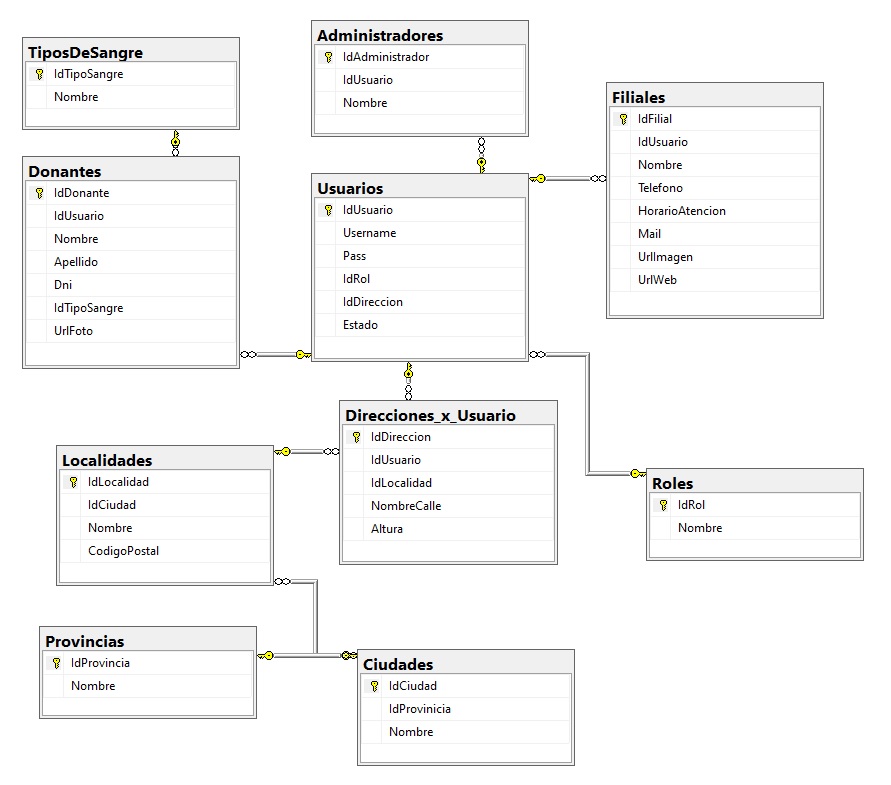 TiposDeSangre
IdTipoSangre
Nombre
Administradores
IdAdministrador
IdUsuario
Nombre
Filiales
IdFilial
IdUsuario
Nombre
Telefono
HorarioAtencion
Mail
UrlImagen
UrlWeb
Donantes
IdDonante
IdUsuario
Nombre
Apellido
Dni
IdTipoSangre
UrlFoto
Usuarios
IdUsuario
Username
Pass
IdRol
IdDireccion
Estado
Direcciones_x_Usuario
IdDireccion
IdUsuario
IdLocalidad
NombreCalle
Altura
Localidades
IdLocalidad
IdCiudad
Nombre
CodigoPostal
Roles
IdRol
Nombre
Provincias
IdProvincia
Nombre
Ciudades
IdCiudad
IdProvinicia
Nombre